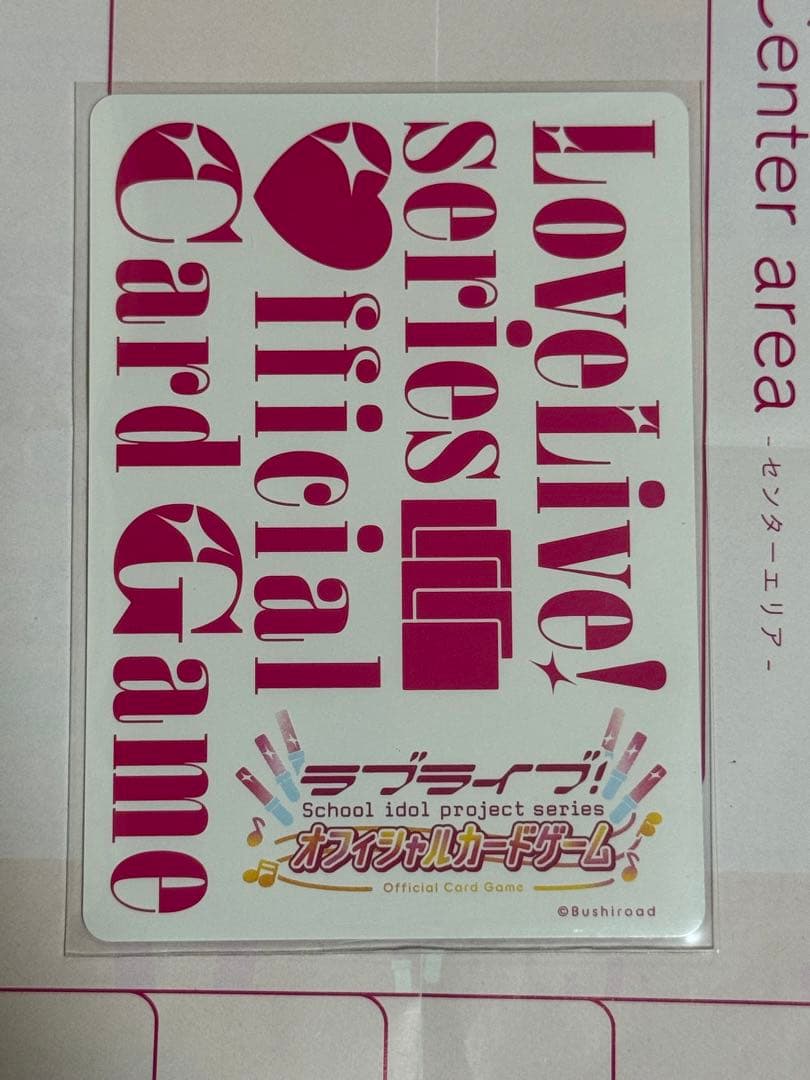 LoveLive!
series
Official
Card Game
ラブライブ!
School idol project series
オフィシャルカードゲーム
Official Card Game
©Bushiroad
Center area
-センターエリア-